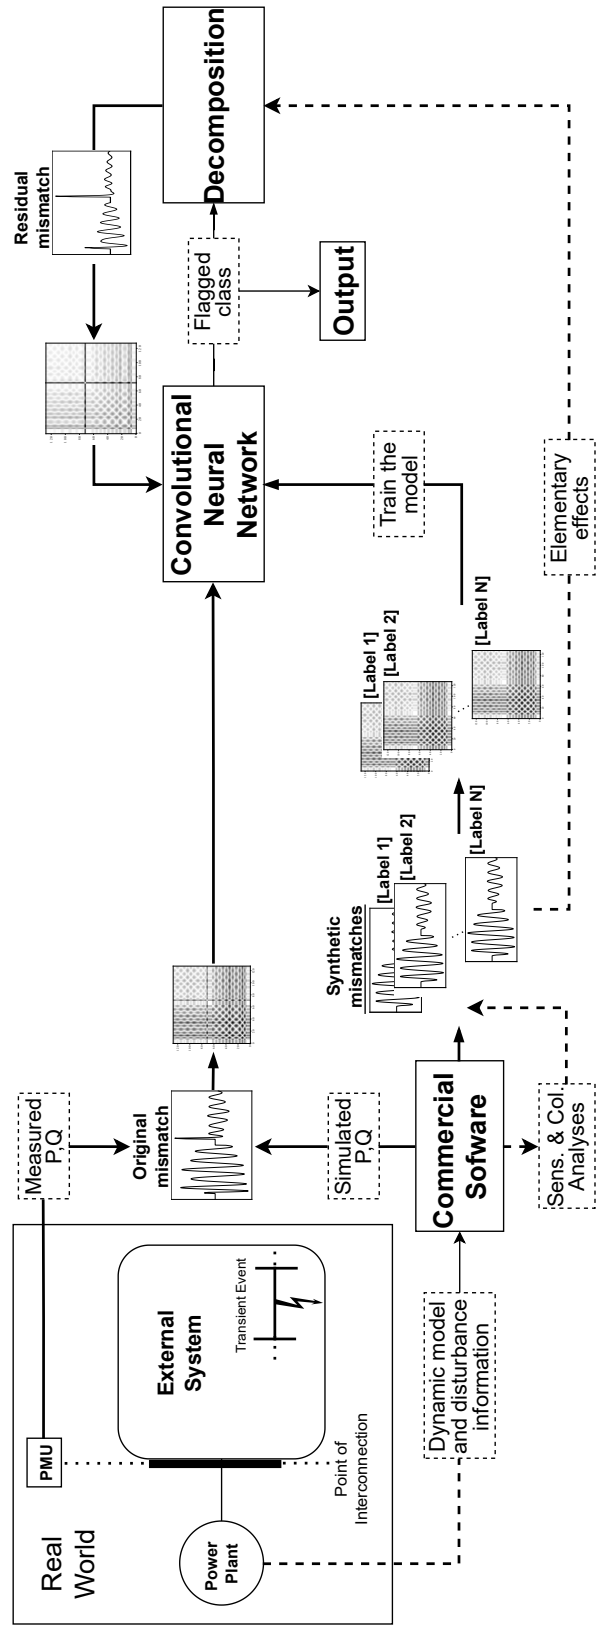 Real
World
PMU
Power
Plant
Point of
Interconnection
External
System
Transient Event
Measured
P,Q
Original
mismatch
Simulated
P,Q
Dynamic model
and disturbance
information
Commercial
Sofware
Sens. & Col.
Analyses
Synthetic
mismatches
[Label 1]
[Label 2]
[Label N]
[Label 1]
[Label 2]
[Label N]
Train the
model
Elementary
effects
Convolutional
Neural
Network
Flagged
class
Output
Decomposition
Residual
mismatch